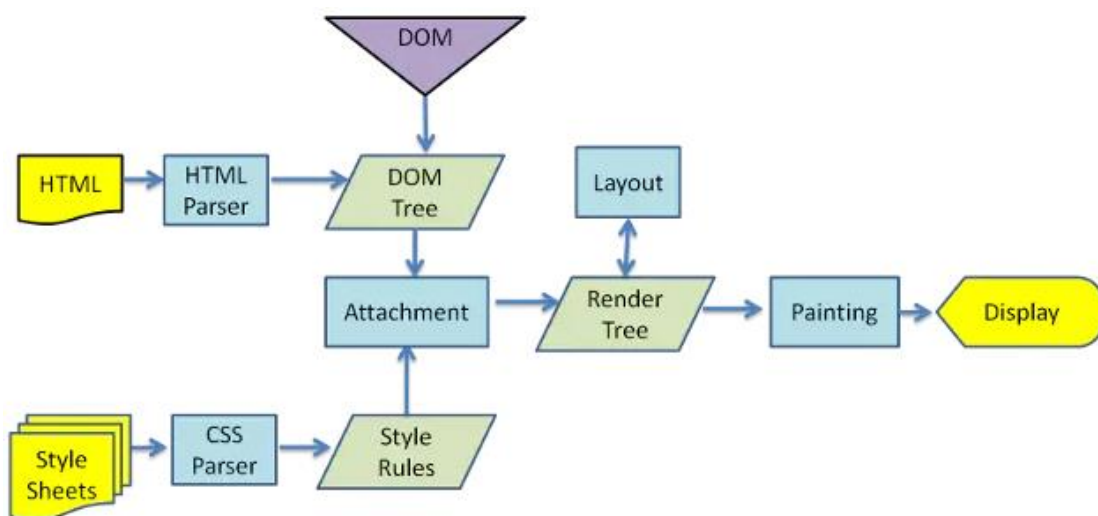 DOM
HTML
HTML
Parser
DOM
Tree
Layout
Attachment
Render
Tree
Painting
Display
Style
Sheets
CSS
Parser
Style
Rules